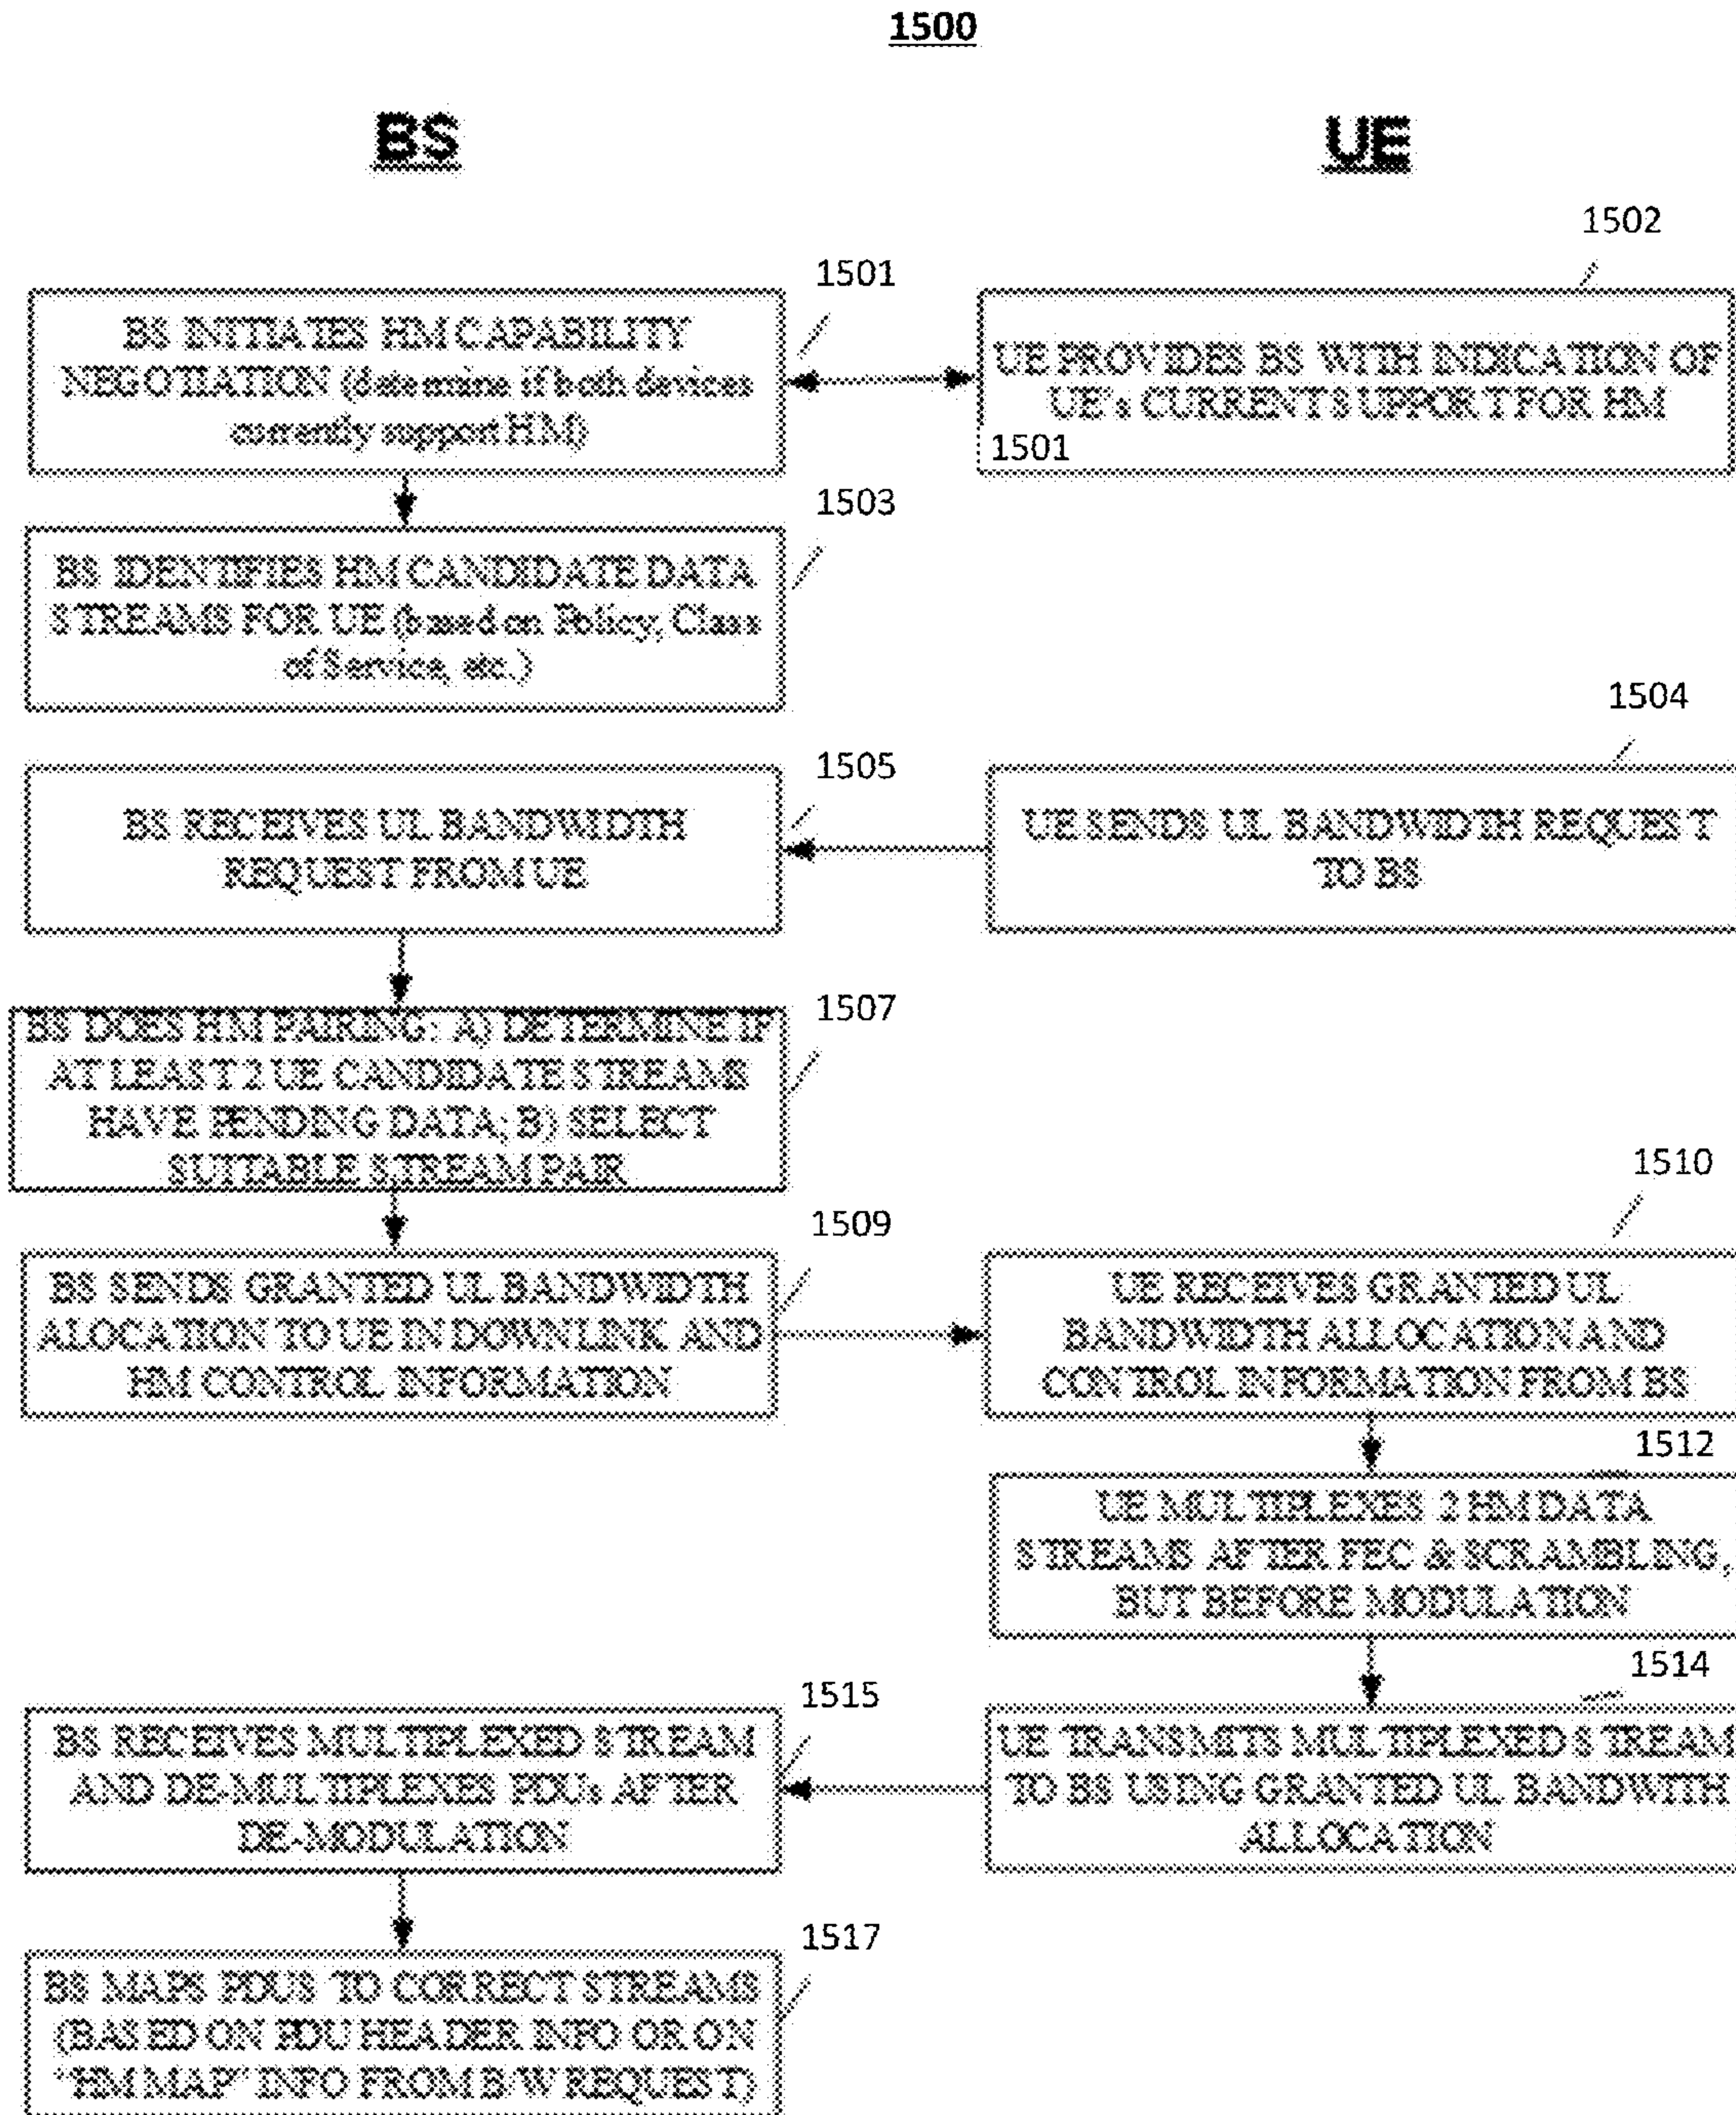 1500
BS
UE
1501
1502
BS INITIATES HM CAPABILITY
NEGOTIATION (determine if both devices
currently support HM)
UE PROVIDES BS WITH INDICATION OF
UE's CURRENT SUPPORT FOR HM
1501
1503
BS IDENTIFIES HM CANDIDATE DATA
STREAMS FOR UE (based on Policy, Class
of Service, etc.)
1504
1505
BS RECEIVES UL BANDWIDTH
REQUEST FROM UE
UE SENDS UL BANDWIDTH REQUEST
TO BS
1507
BS DOES HM PAIRING: A) DETERMINE IF
AT LEAST 2 UE CANDIDATE STREAMS
HAVE PENDING DATA; B) SELECT
SUITABLE STREAM PAIR
1509
1510
BS SENDS GRANTED UL BANDWIDTH
ALOCATION TO UE IN DOWNLINK AND
HM CONTROL INFORMATION
UE RECEIVES GRANTED UL
BANDWIDTH ALLOCATION AND
CONTROL INFORMATION FROM BS
1512
UE MULTIPLEXES 2 HM DATA
STREAMS AFTER FEC & SCRAMBLING,
BUT BEFORE MODULATION
1514
1515
BS RECEIVES MULTIPLEXED STREAM
AND DE-MULTIPLEXES PDUs AFTER
DE-MODULATION
UE TRANSMITS MULTIPLEXED STREAM
TO BS USING GRANTED UL BANDWITH
ALLOCATION
1517
BS MAPS PDUS TO CORRECT STREAMS
(BASED ON PDU HEADER INFO OR ON
"HM MAP" INFO FROM B/W REQUEST)